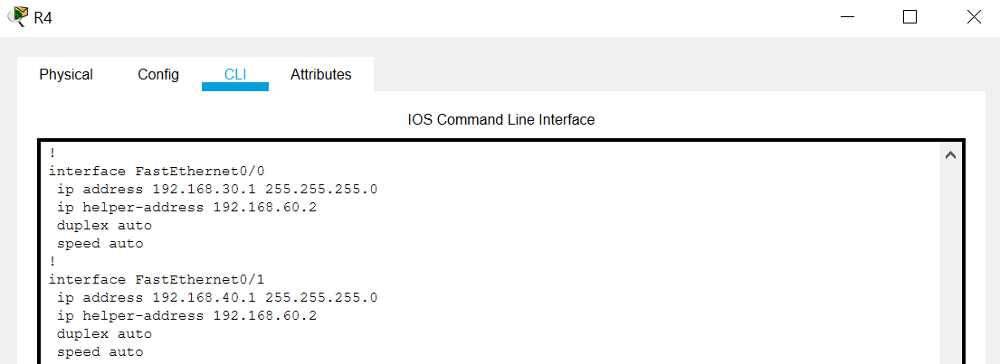 R4
Physical Config CLI Attributes
IOS Command Line Interface
!
interface FastEthernet0/0
 ip address 192.168.30.1 255.255.255.0
 ip helper-address 192.168.60.2
 duplex auto
 speed auto
!
interface FastEthernet0/1
 ip address 192.168.40.1 255.255.255.0
 ip helper-address 192.168.60.2
 duplex auto
 speed auto